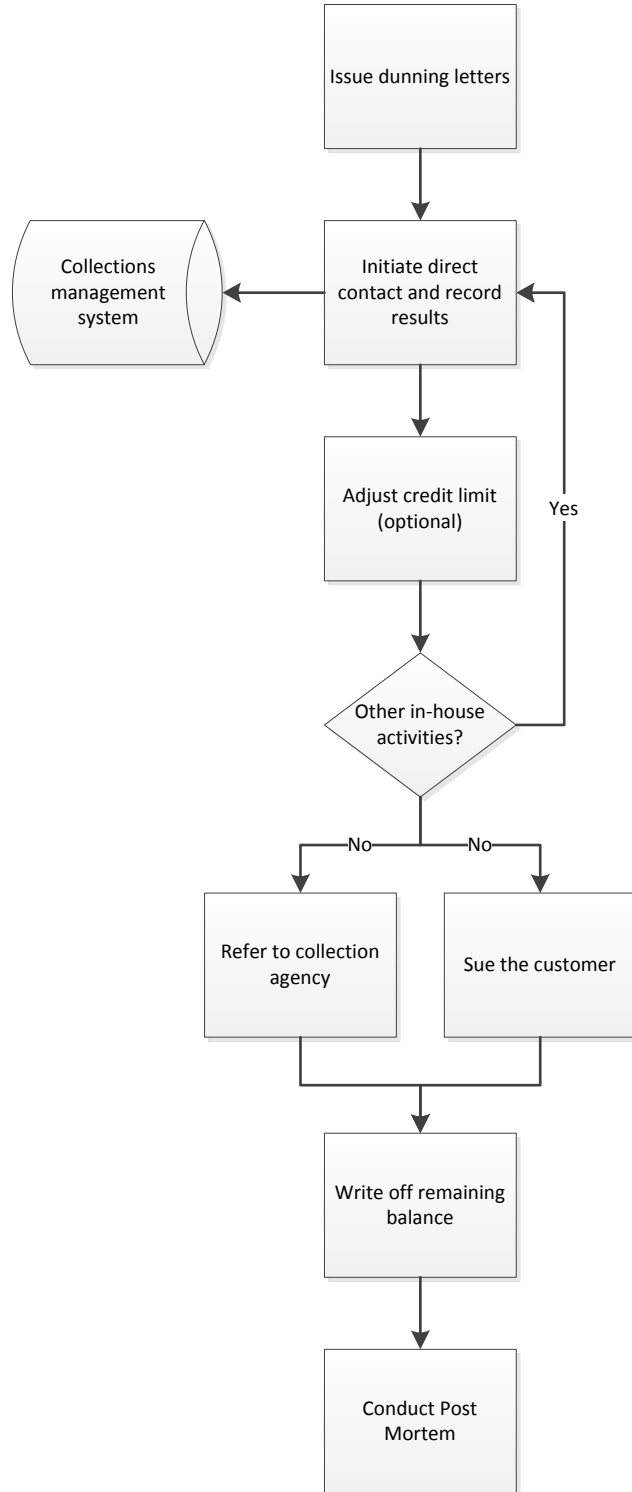 Issue dunning letters
Collections
management
system
Initiate direct
contact and record
results
Adjust credit limit
(optional)
Yes
Other in-house
activities?
No
No
Refer to collection
agency
Sue the customer
Write off remaining
balance
Conduct Post
Mortem